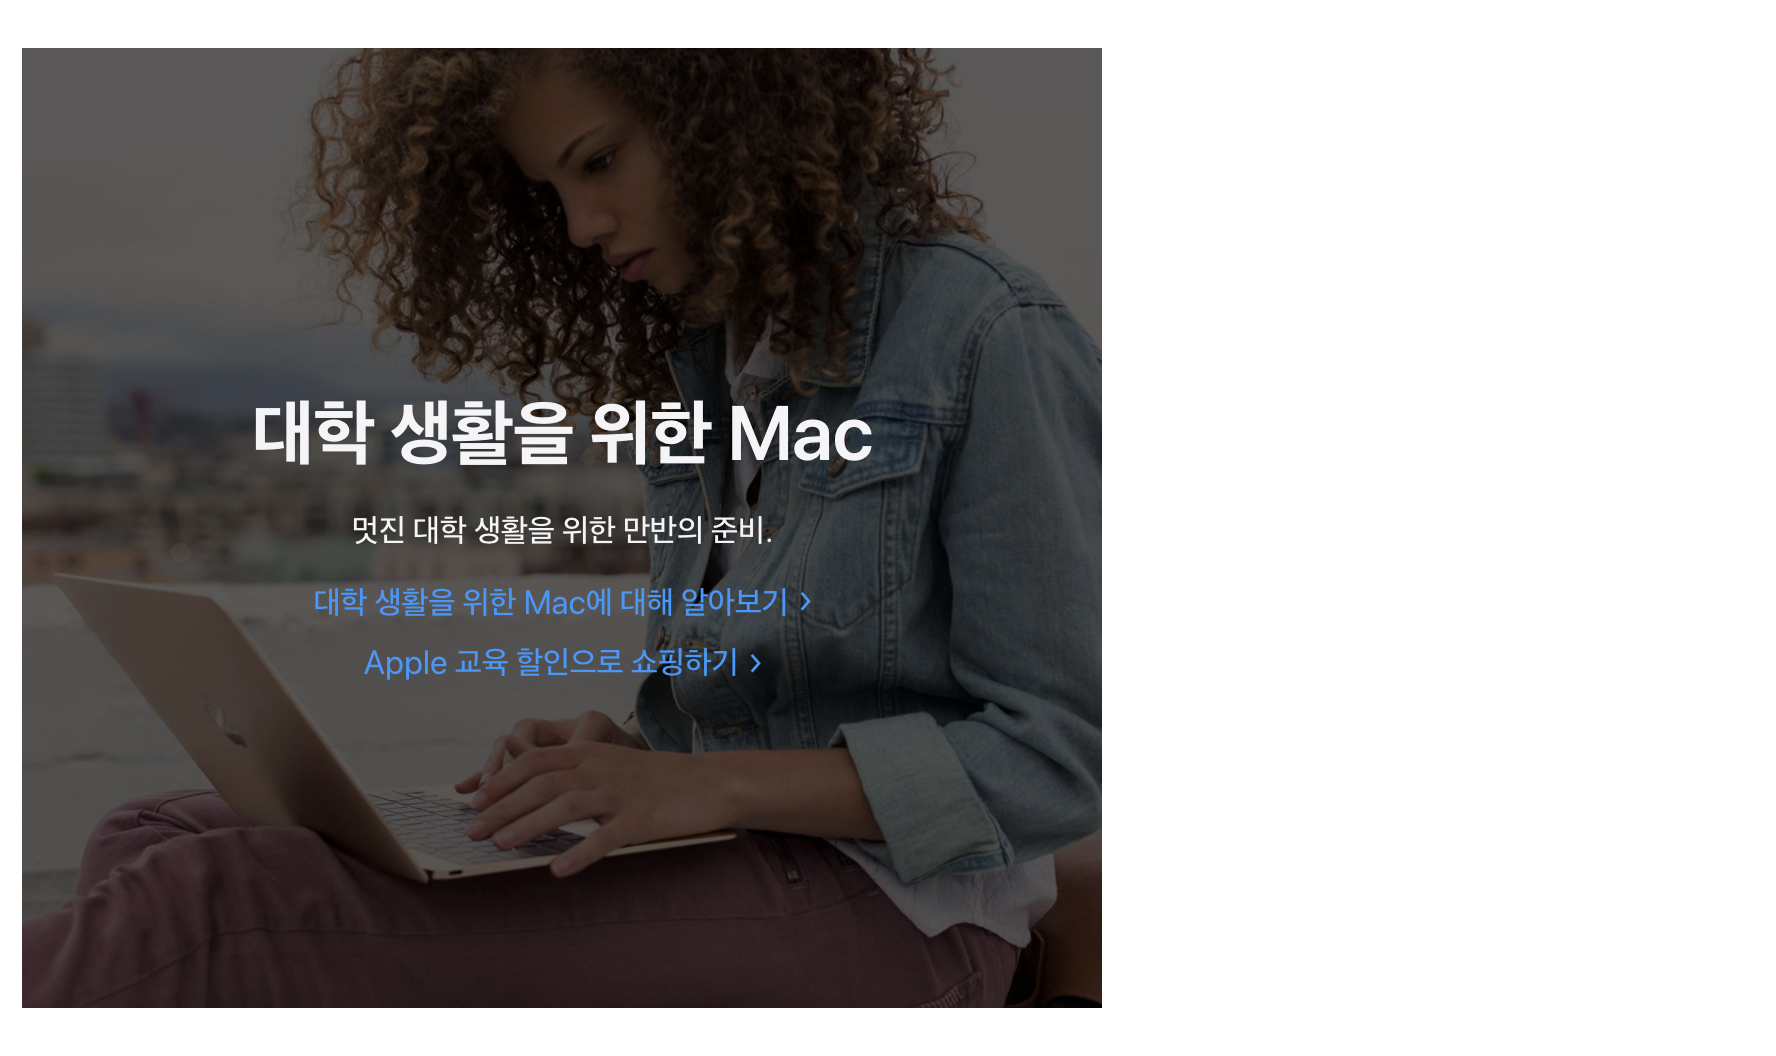 대학 생활을 위한 Mac
멋진 대학 생활을 위한 만반의 준비.
대학 생활을 위한 Mac에 대해 알아보기 >
Apple 교육 할인으로 쇼핑하기 >